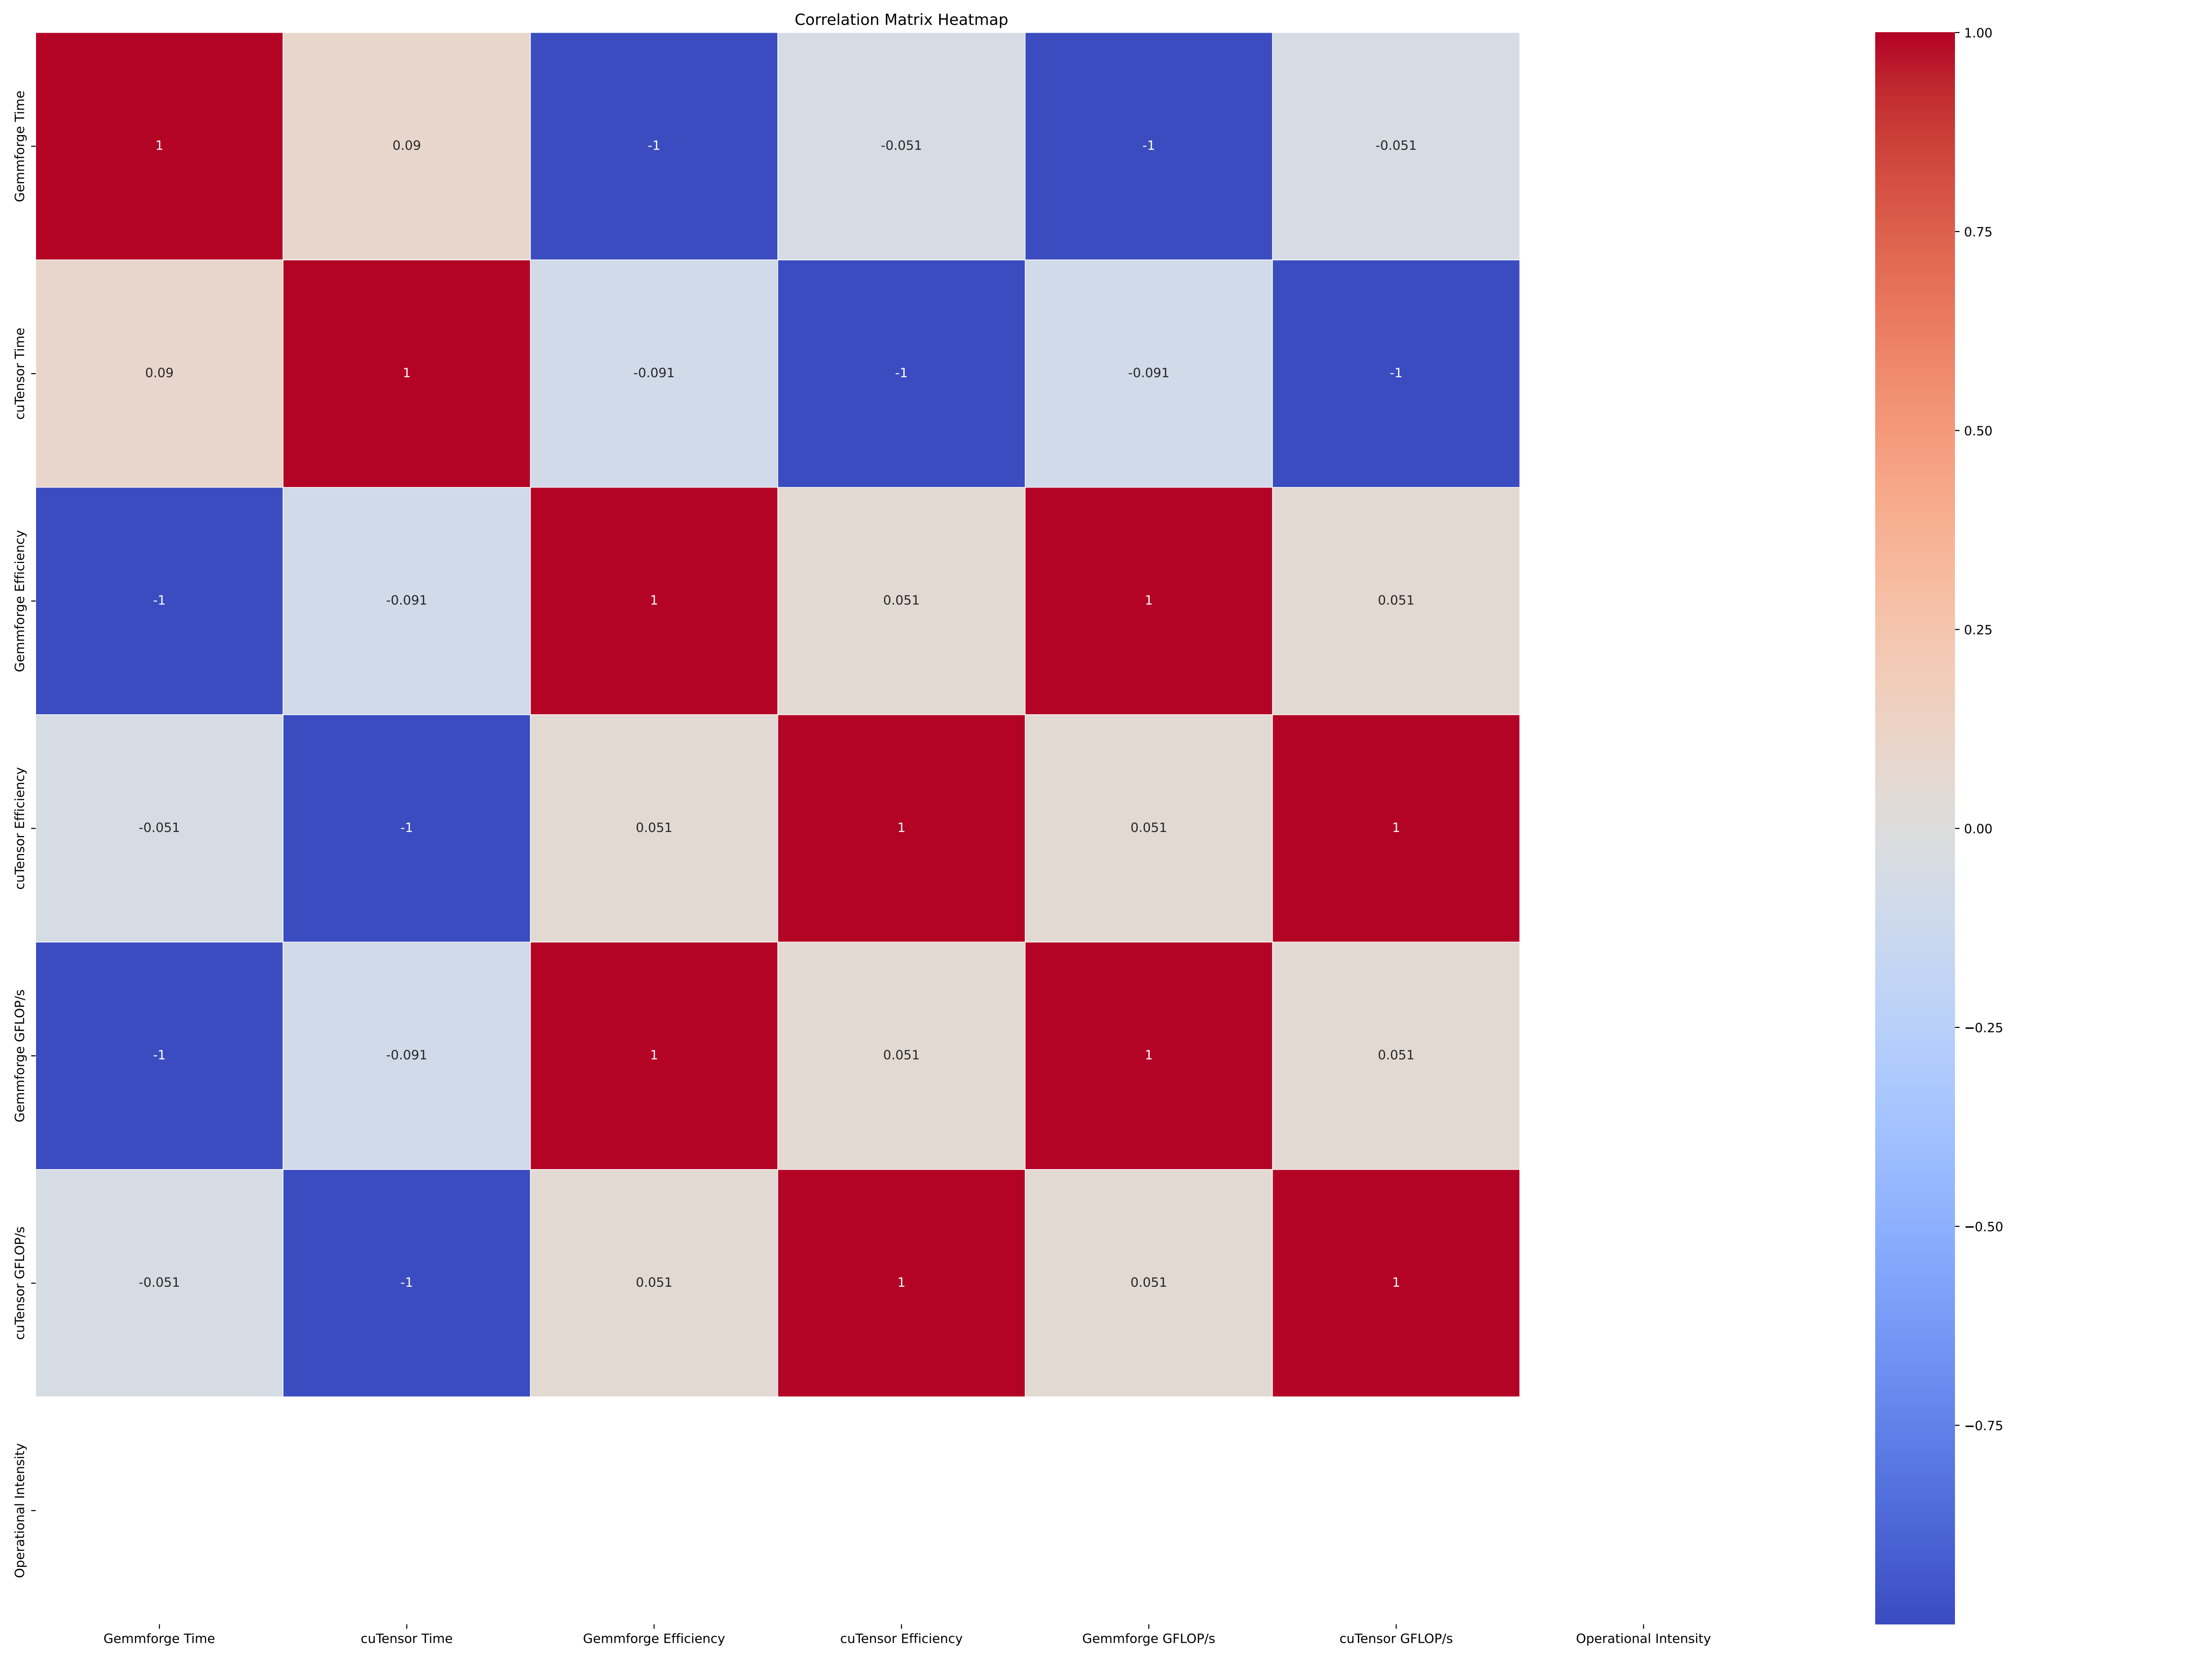 Correlation Matrix Heatmap
Gemmforge Time
1
0.09
-1
-0.051
-1
-0.051
cuTensor Time
0.09
1
-0.091
-1
-0.091
-1
Gemmforge Efficiency
-1
-0.091
1
0.051
1
0.051
cuTensor Efficiency
-0.051
-1
0.051
1
0.051
1
Gemmforge GFLOP/s
-1
-0.091
1
0.051
1
0.051
cuTensor GFLOP/s
-0.051
-1
0.051
1
0.051
1
Operational Intensity
Gemmforge Time
cuTensor Time
Gemmforge Efficiency
cuTensor Efficiency
Gemmforge GFLOP/s
cuTensor GFLOP/s
Operational Intensity
1.00
0.75
0.50
0.25
0.00
−0.25
−0.50
−0.75